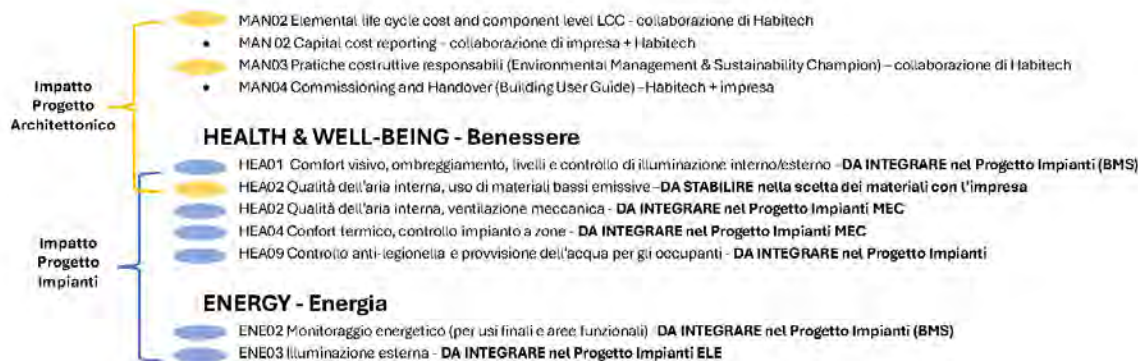 MAN02 Elemental life cycle cost and component level LCC - collaborazione di Habitech
• MAN 02 Capital cost reporting - collaborazione di impresa + Habitech
MAN03 Pratiche costruttive responsabili (Environmental Management & Sustainability Champion) – collaborazione di Habitech
• MAN04 Commissioning and Handover (Building User Guide) – Habitech + impresa
Impatto
Progetto
Architettonico
HEALTH & WELL-BEING - Benessere
HEA01 Comfort visivo, ombreggiamento, livelli e controllo di illuminazione interno/esterno - DA INTEGRARE nel Progetto Impianti (BMS)
HEA02 Qualità dell'aria interna, uso di materiali bassi emissive – DA STABILIRE nella scelta dei materiali con l'impresa
HEA02 Qualità dell'aria interna, ventilazione meccanica - DA INTEGRARE nel Progetto Impianti MEC
HEA04 Confort termico, controllo impianto a zone - DA INTEGRARE nel Progetto Impianti MEC
HEA09 Controllo anti-legionella e provvisione dell'acqua per gli occupanti - DA INTEGRARE nel Progetto Impianti
Impatto
Progetto
Impianti
ENERGY - Energia
ENE02 Monitoraggio energetico (per usi finali e aree funzionali) DA INTEGRARE nel Progetto Impianti (BMS)
ENE03 Illuminazione esterna - DA INTEGRARE nel Progetto Impianti ELE